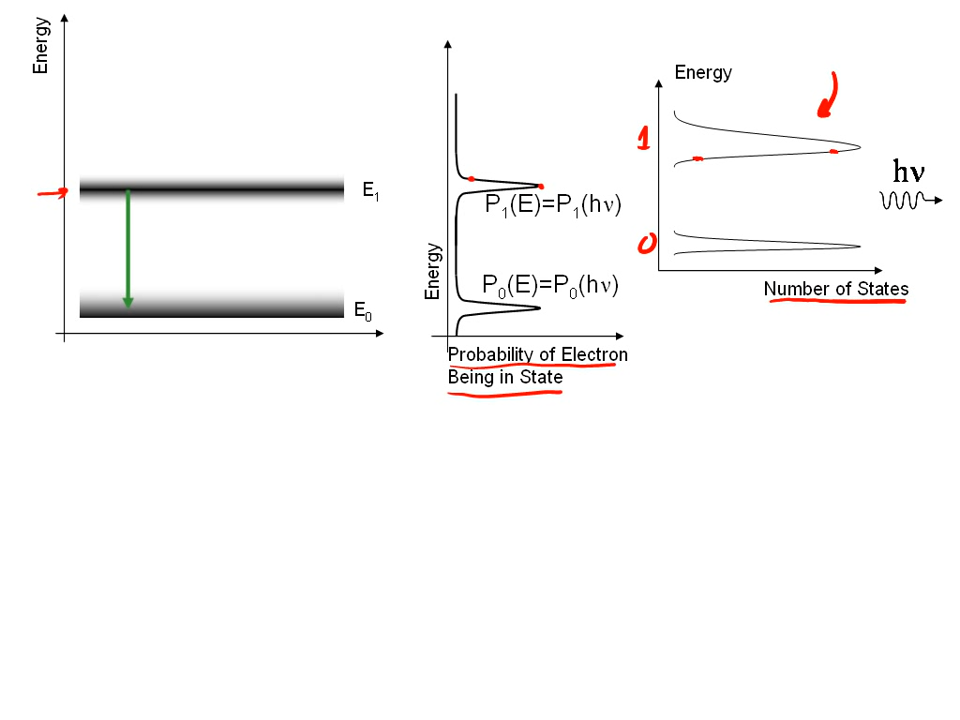 Energy
E₁
E₀
Energy
P₁(E)=P₁(hν)
P₀(E)=P₀(hν)
Probability of Electron
Being in State
Energy
1
0
hν
Number of States